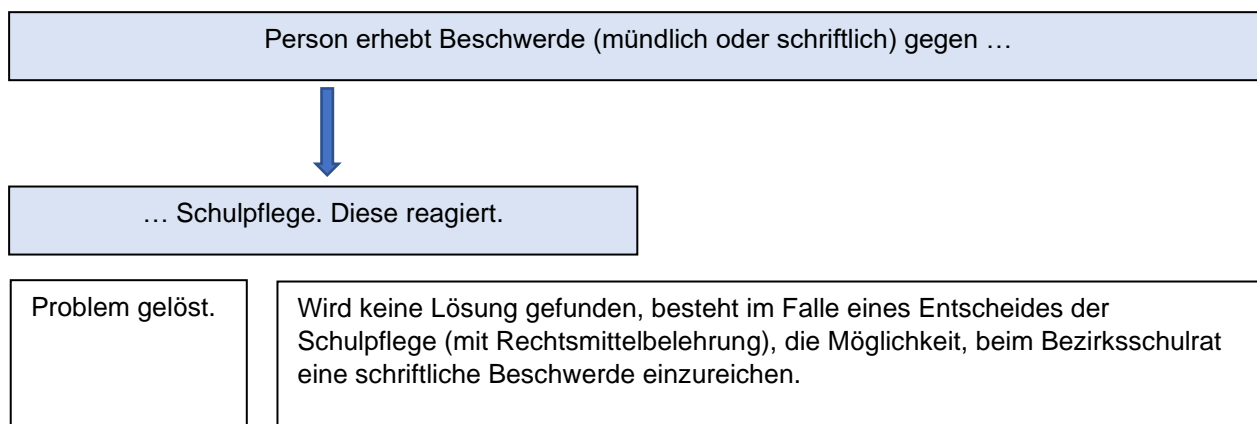 Person erhebt Beschwerde (mündlich oder schriftlich) gegen …
… Schulpflege. Diese reagiert.
Problem gelöst.
Wird keine Lösung gefunden, besteht im Falle eines Entscheides der
Schulpflege (mit Rechtsmittelbelehrung), die Möglichkeit, beim Bezirksschulrat
eine schriftliche Beschwerde einzureichen.